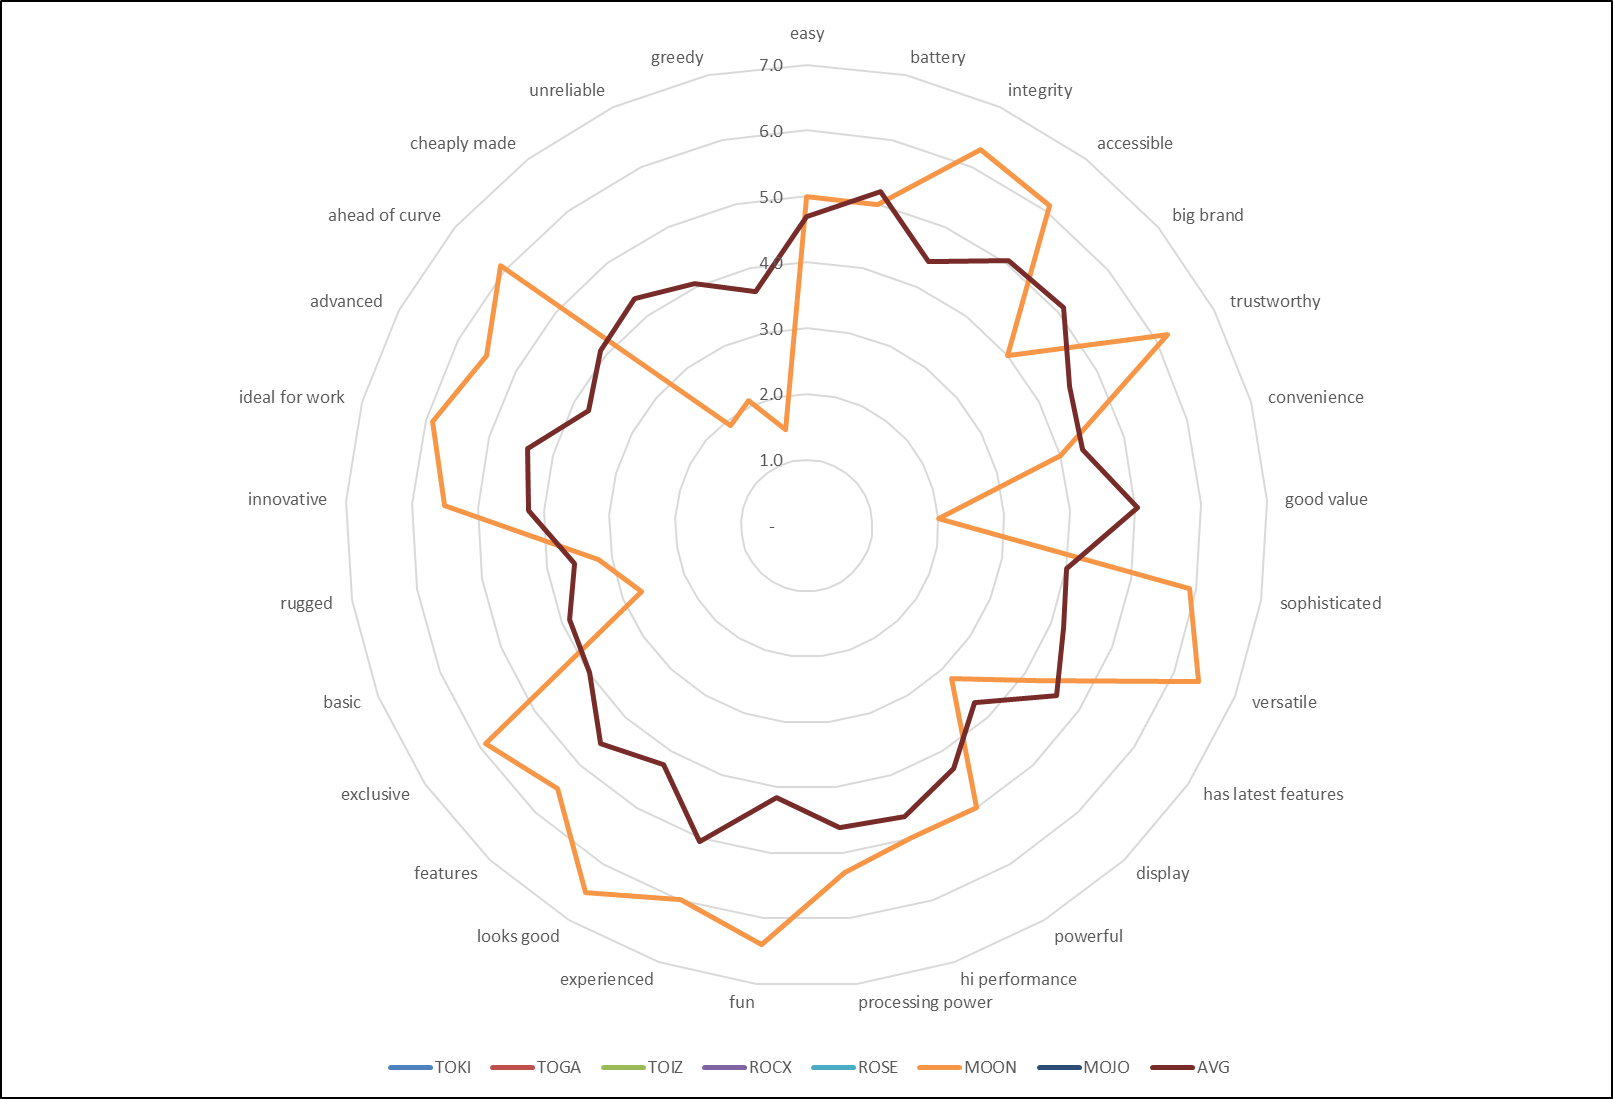 easy
battery
integrity
accessible
big brand
trustworthy
convenience
good value
sophisticated
versatile
has latest features
display
powerful
hi performance
processing power
fun
experienced
looks good
features
exclusive
basic
rugged
innovative
ideal for work
advanced
ahead of curve
cheaply made
unreliable
greedy
7.0
6.0
5.0
4.0
3.0
2.0
1.0
-
TOKI TOGA TOIZ ROCX ROSE MOON MOJO AVG